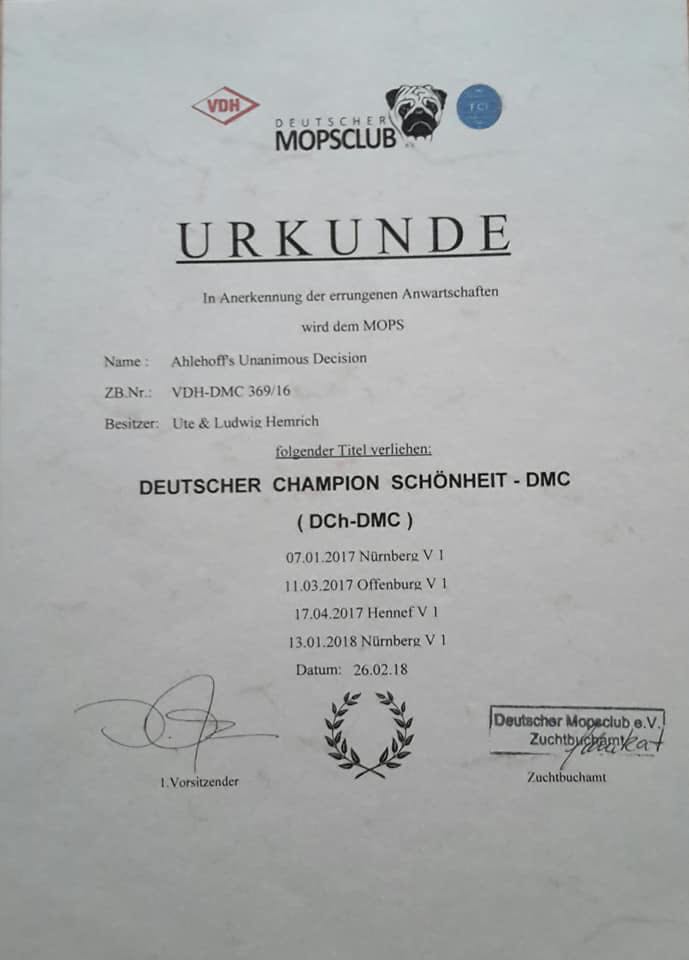 VDH
DEUTSCHER
MOPSCLUB e.V.
FCI
URKUNDE
In Anerkennung der errungenen Anwartschaften
wird dem MOPS
Name : Ahlehoff's Unanimous Decision
ZB.Nr.: VDH-DMC 369/16
Besitzer: Ute & Ludwig Hemrich
folgender Titel verliehen:
DEUTSCHER CHAMPION SCHÖNHEIT - DMC
( DCh-DMC )
07.01.2017 Nürnberg V 1
11.03.2017 Offenburg V 1
17.04.2017 Hennef V 1
13.01.2018 Nürnberg V 1
Datum: 26.02.18
Deutscher Mopsclub e.V.
Zuchtbuchamt
1.Vorsitzender
Zuchtbuchamt